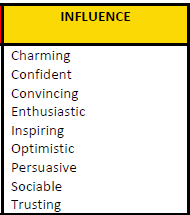 INFLUENCE
Charming
Confident
Convincing
Enthusiastic
Inspiring
Optimistic
Persuasive
Sociable
Trusting